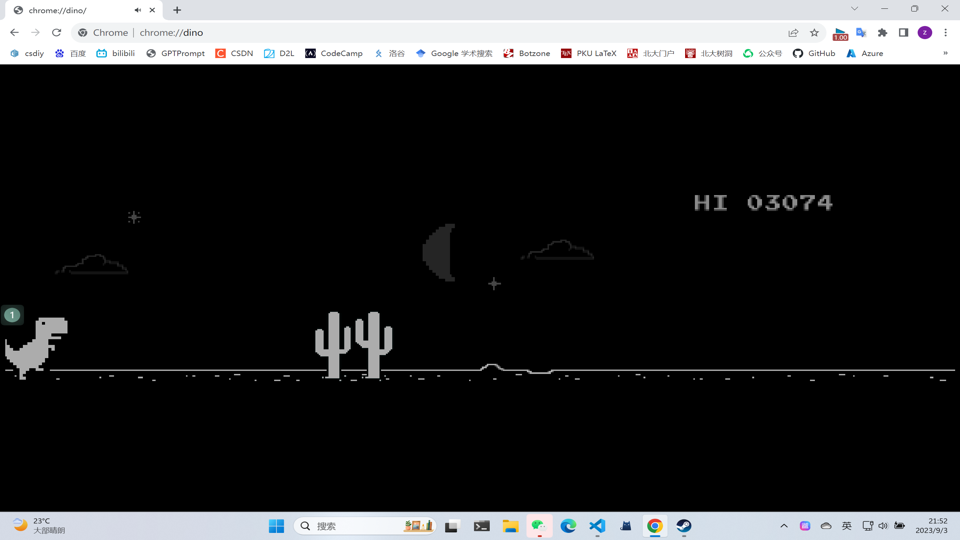 chrome://dino/
Chrome | chrome://dino
1.00
z
csdiy 百度 bilibili GPTPrompt CSDN D2L CodeCamp 洛谷 Google 学术搜索 Botzone PKU LaTeX 北大门户 北大树洞 公众号 GitHub Azure »
HI 03074
1
23°C
大部晴朗
搜索
英
21:52
2023/9/3